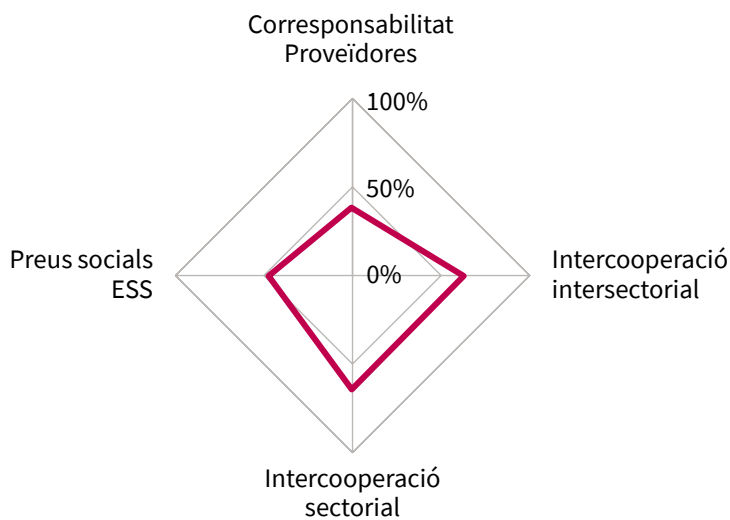 Corresponsabilitat
Proveïdores
100%
50%
Preus socials
ESS
0%
Intercooperació
intersectorial
Intercooperació
sectorial